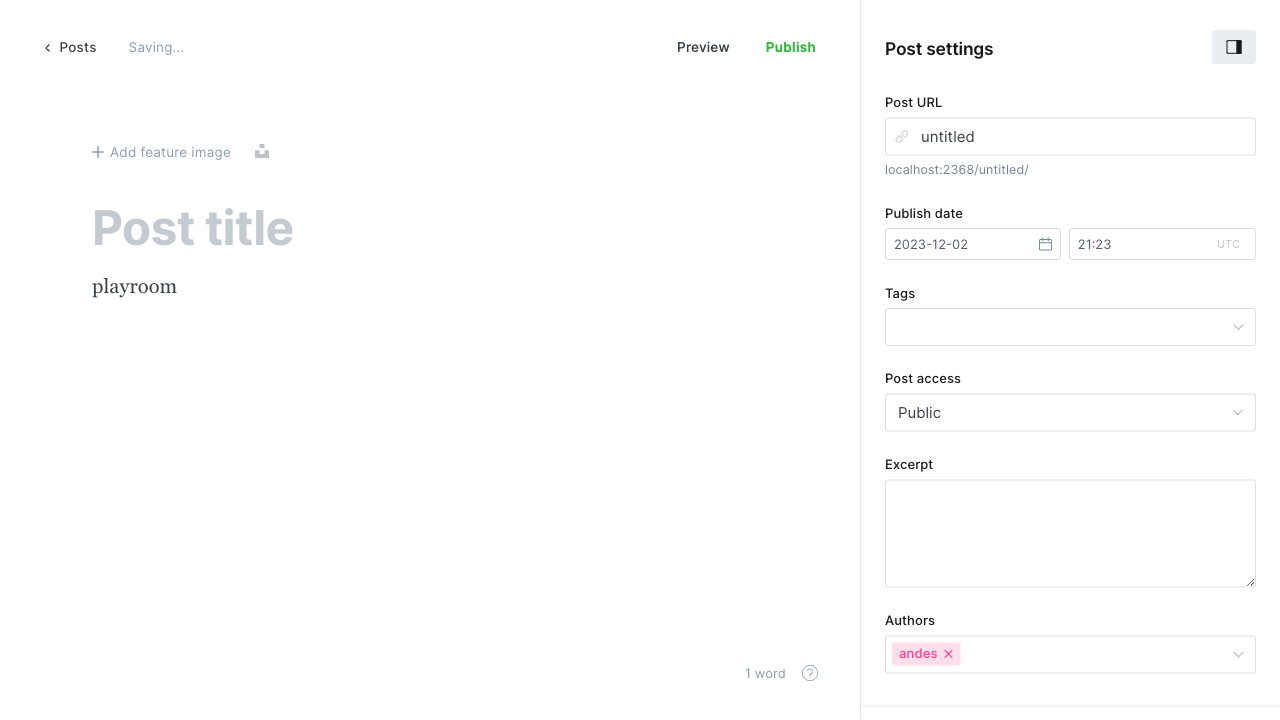 Posts
Saving...
Preview
Publish
Add feature image
Post title
playroom
1 word
Post settings
Post URL
untitled
localhost:2368/untitled/
Publish date
2023-12-02
21:23
UTC
Tags
Post access
Public
Excerpt
Authors
andes